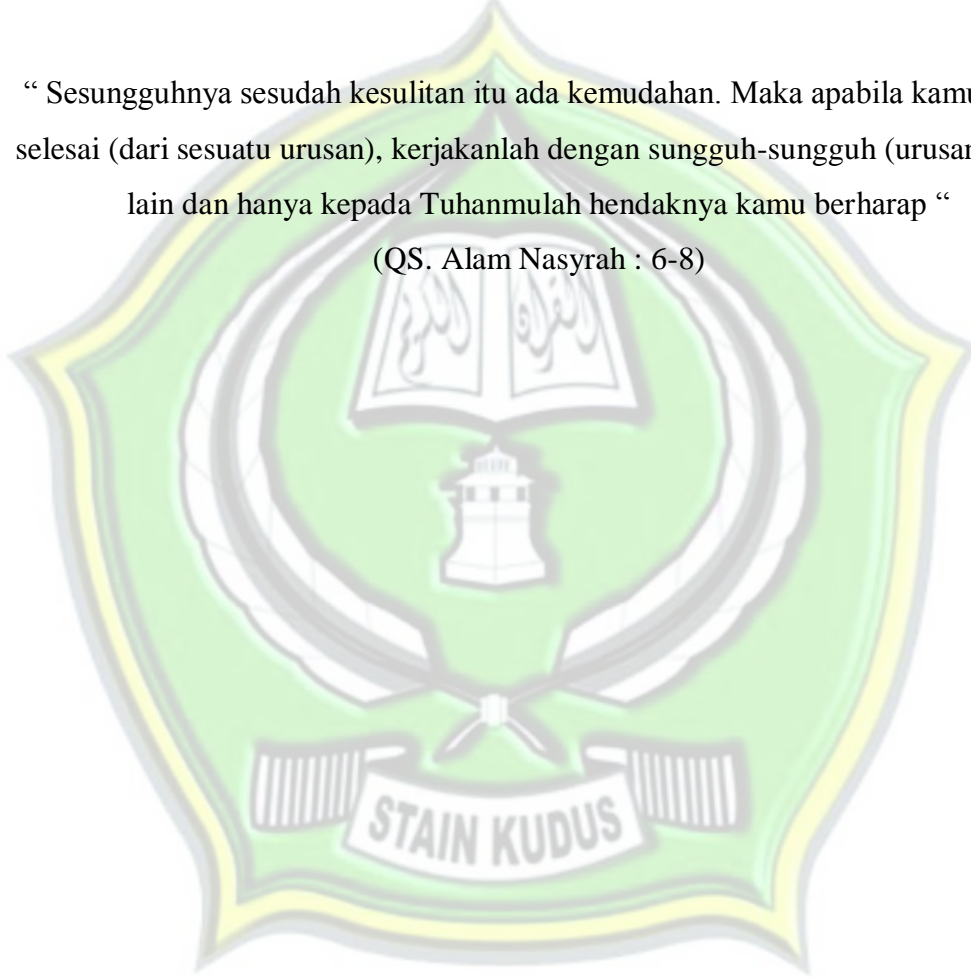 “ Sesungguhnya sesudah kesulitan itu ada kemudahan. Maka apabila kamu
selesai (dari sesuatu urusan), kerjakanlah dengan sungguh-sungguh (urusan
lain dan hanya kepada Tuhanmulah hendaknya kamu berharap “
(QS. Alam Nasyrah : 6-8)
STAIN KUDUS